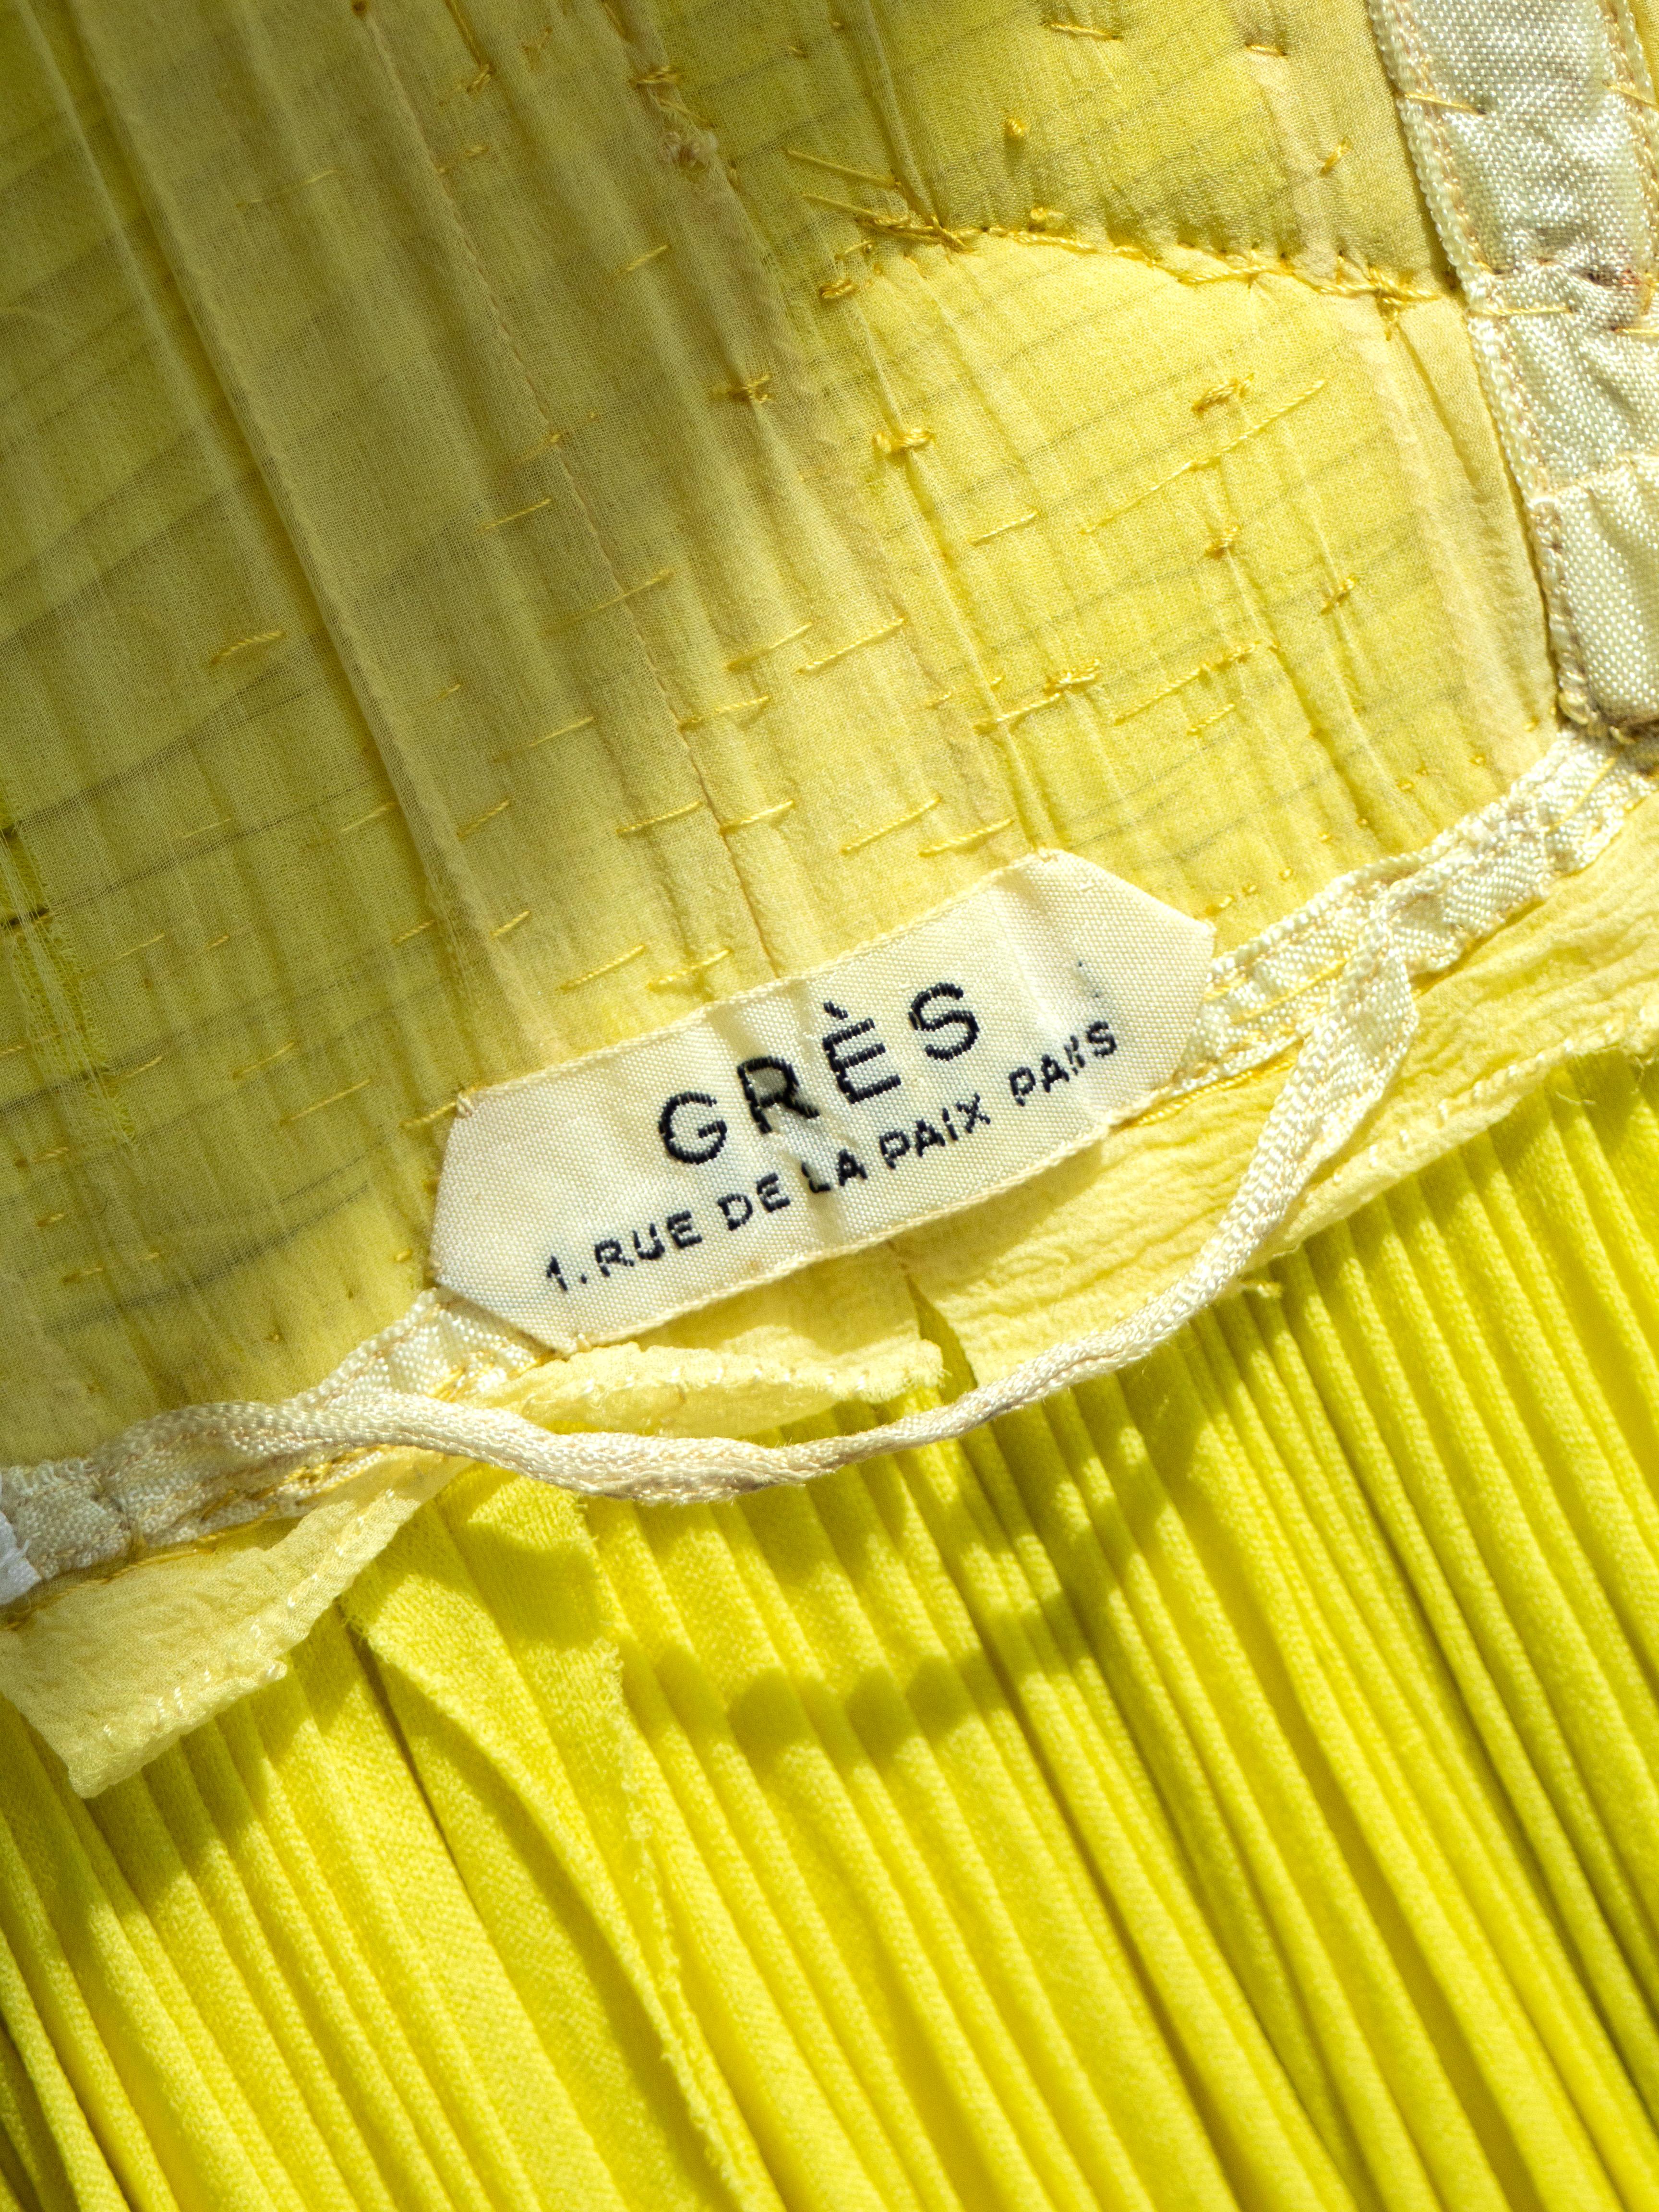 GRÈS
1. RUE DE LA PAIX PARIS